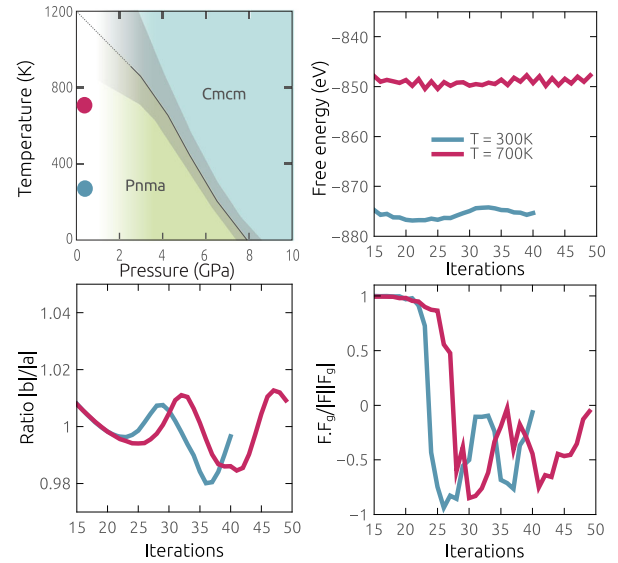 1200
800
400
0
Temperature (K)
Cmcm
Pnma
0 2 4 6 8 10
Pressure (GPa)
−835
−850
−865
−880
Free energy (eV)
T = 300K
T = 700K
15 20 25 30 35 40 45 50
Iterations
1.04
1.02
1
0.98
Ratio |b|/|a|
15 20 25 30 35 40 45 50
Iterations
1
0.5
0
−0.5
−1
F.Fg/|F||Fg|
15 20 25 30 35 40 45 50
Iterations